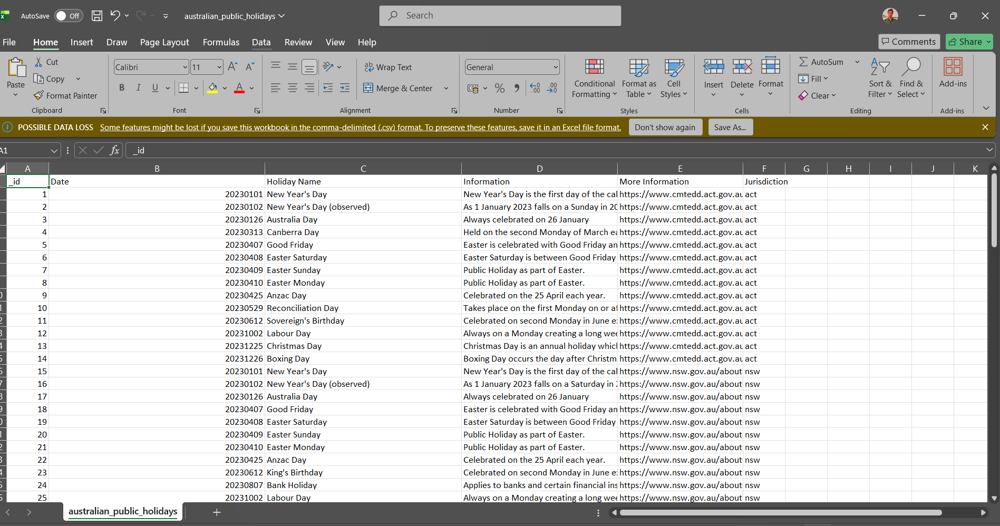 AutoSave Off australian_public_holidays Search
File Home Insert Draw Page Layout Formulas Data Review View Help Comments Share
Paste Cut Copy Format Painter Clipboard
Calibri 11 B I U A Font
Wrap Text Merge & Center Alignment
General % Number
Conditional Formatting Format as Table Cell Styles Styles
Insert Delete Format Cells
AutoSum Fill Clear Sort & Filter Find & Select Editing
Add-ins Add-ins
POSSIBLE DATA LOSS Some features might be lost if you save this workbook in the comma-delimited (.csv) format. To preserve these features, save it in an Excel file format. Don't show again Save As...
A1 fx _id
A B C D E F G H I J K
_id Date Holiday Name Information More Information Jurisdiction
1 20230101 New Year's Day New Year's Day is the first day of the cal https://www.cmtedd.act.gov.au act
2 20230102 New Year's Day (observed) As 1 January 2023 falls on a Sunday in 20 https://www.cmtedd.act.gov.au act
3 20230126 Australia Day Always celebrated on 26 January https://www.cmtedd.act.gov.au act
4 20230313 Canberra Day Held on the second Monday of March ea https://www.cmtedd.act.gov.au act
5 20230407 Good Friday Easter is celebrated with Good Friday an https://www.cmtedd.act.gov.au act
6 20230408 Easter Saturday Easter Saturday is between Good Friday https://www.cmtedd.act.gov.au act
7 20230409 Easter Sunday Public Holiday as part of Easter. https://www.cmtedd.act.gov.au act
8 20230410 Easter Monday Public Holiday as part of Easter. https://www.cmtedd.act.gov.au act
9 20230425 Anzac Day Celebrated on the 25 April each year. https://www.cmtedd.act.gov.au act
10 20230529 Reconciliation Day Takes place on the first Monday on or af https://www.cmtedd.act.gov.au act
11 20230612 Sovereign's Birthday Celebrated on second Monday in June e https://www.cmtedd.act.gov.au act
12 20231002 Labour Day Always on a Monday creating a long wee https://www.cmtedd.act.gov.au act
13 20231225 Christmas Day Christmas Day is an annual holiday which https://www.cmtedd.act.gov.au act
14 20231226 Boxing Day Boxing Day occurs the day after Christm https://www.cmtedd.act.gov.au act
15 20230101 New Year's Day New Year's Day is the first day of the cal https://www.nsw.gov.au/about nsw
16 20230102 New Year's Day (observed) As 1 January 2023 falls on a Saturday in https://www.nsw.gov.au/about nsw
17 20230126 Australia Day Always celebrated on 26 January https://www.nsw.gov.au/about nsw
18 20230407 Good Friday Easter is celebrated with Good Friday an https://www.nsw.gov.au/about nsw
19 20230408 Easter Saturday Easter Saturday is between Good Friday https://www.nsw.gov.au/about nsw
20 20230409 Easter Sunday Public Holiday as part of Easter. https://www.nsw.gov.au/about nsw
21 20230410 Easter Monday Public Holiday as part of Easter. https://www.nsw.gov.au/about nsw
22 20230425 Anzac Day Celebrated on the 25 April each year. https://www.nsw.gov.au/about nsw
23 20230612 King's Birthday Celebrated on second Monday in June e https://www.nsw.gov.au/about nsw
24 20230807 Bank Holiday Applies to banks and certain financial ins https://www.nsw.gov.au/about nsw
25 20231002 Labour Day Always on a Monday creating a long wee https://www.nsw.gov.au/about nsw
australian_public_holidays